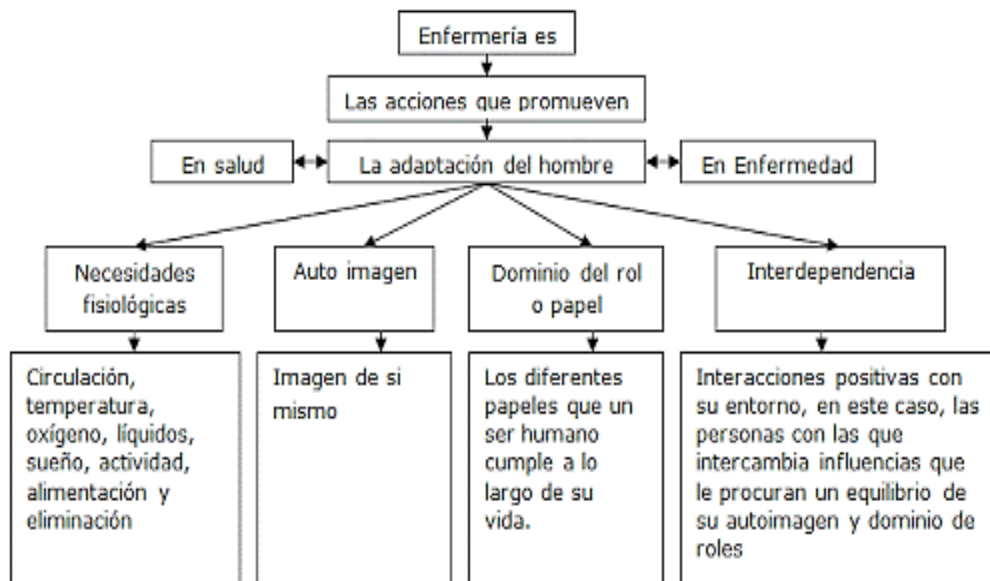 Enfermería es
Las acciones que promueven
En salud
La adaptación del hombre
En Enfermedad
Necesidades
fisiológicas
Auto imagen
Dominio del rol
o papel
Interdependencia
Circulación,
temperatura,
oxígeno, líquidos,
sueño, actividad,
alimentación y
eliminación
Imagen de si
mismo
Los diferentes
papeles que un
ser humano
cumple a lo
largo de su
vida.
Interacciones positivas con
su entorno, en este caso, las
personas con las que
intercambia influencias que
le procuran un equilibrio de
su autoimagen y dominio de
roles